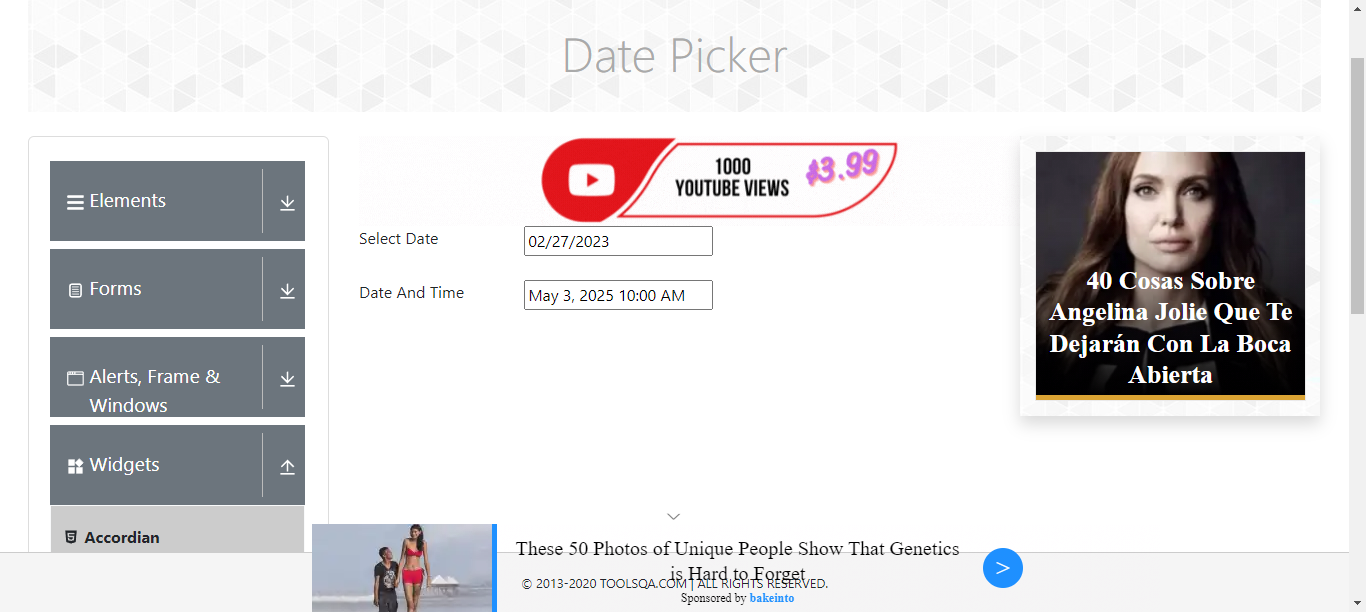 Date Picker
Elements
Forms
Alerts, Frame &
Windows
Widgets
Accordian
1000
YOUTUBE VIEWS
$3.99
Select Date
02/27/2023
Date And Time
May 3, 2025 10:00 AM
40 Cosas Sobre
Angelina Jolie Que Te
Dejarán Con La Boca
Abierta
These 50 Photos of Unique People Show That Genetics
is Hard to Forget
© 2013-2020 TOOLSQA.COM | ALL RIGHTS RESERVED.
Sponsored by bakeinto
>